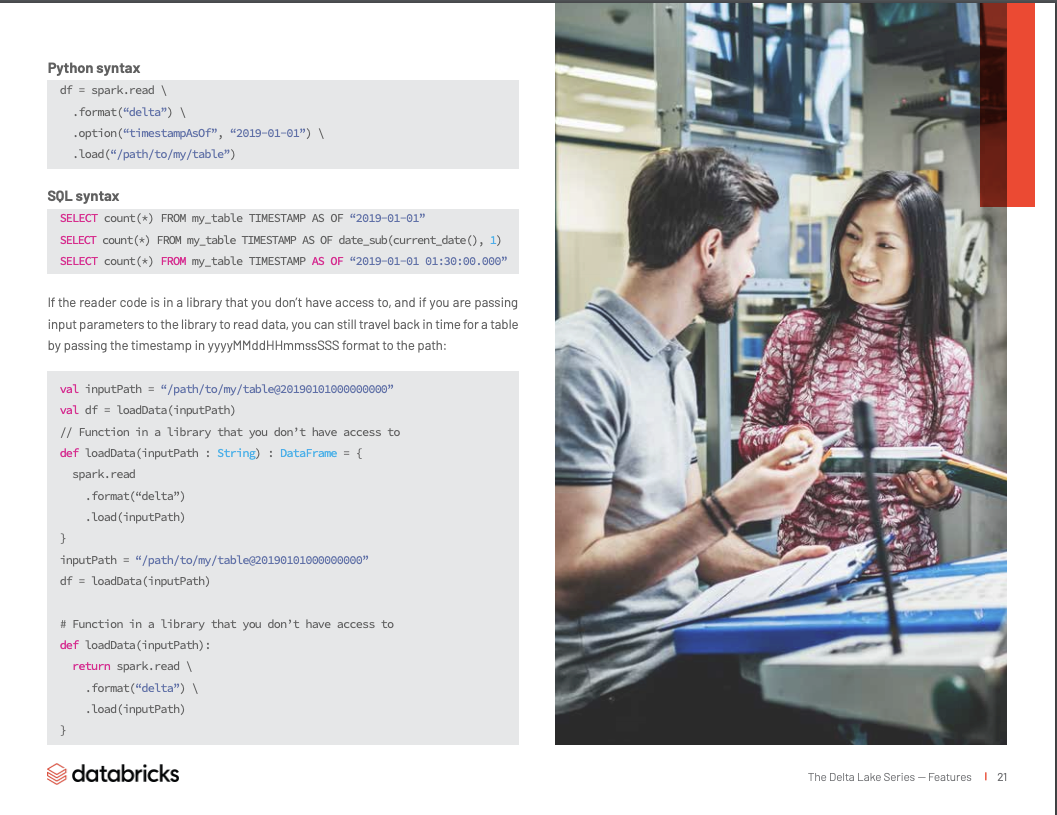 Python syntax
df = spark.read \
.format(“delta”) \
.option(“timestampAsOf”, “2019-01-01”) \
.load(“/path/to/my/table”)
SQL syntax
SELECT count(*) FROM my_table TIMESTAMP AS OF “2019-01-01”
SELECT count(*) FROM my_table TIMESTAMP AS OF date_sub(current_date(), 1)
SELECT count(*) FROM my_table TIMESTAMP AS OF “2019-01-01 01:30:00.000”
If the reader code is in a library that you don’t have access to, and if you are passing
input parameters to the library to read data, you can still travel back in time for a table
by passing the timestamp in yyyyMMddHHmmssSSS format to the path:
val inputPath = “/path/to/my/table@20190101000000000”
val df = loadData(inputPath)
// Function in a library that you don’t have access to
def loadData(inputPath : String) : DataFrame = {
spark.read
.format(“delta”)
.load(inputPath)
}
inputPath = “/path/to/my/table@20190101000000000”
df = loadData(inputPath)
# Function in a library that you don’t have access to
def loadData(inputPath):
return spark.read \
.format(“delta”) \
.load(inputPath)
}
databricks
The Delta Lake Series — Features | 21